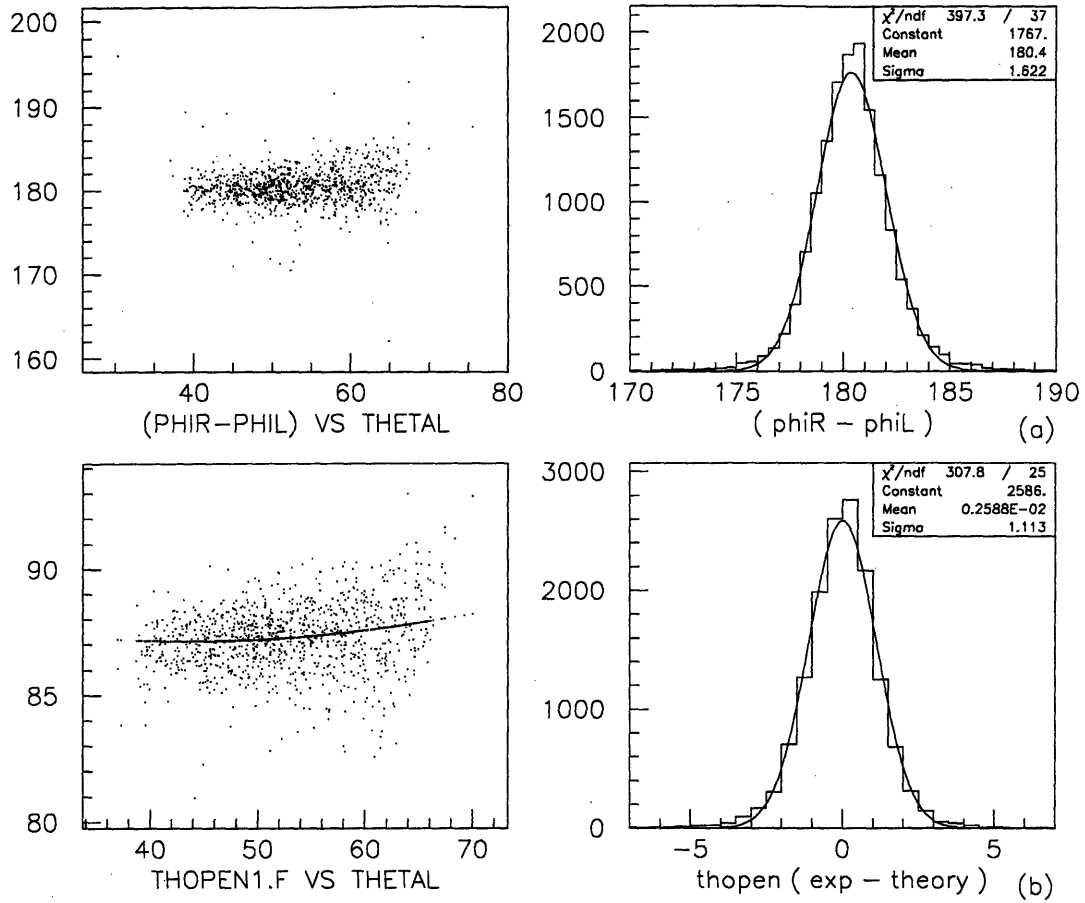 200
190
180
170
160
40 60 80
(PHIR-PHIL) VS THETAL
χ²/ndf 397.3 / 37
Constant 1767.
Mean 180.4
Sigma 1.622
2000
1500
1000
500
0
170 175 180 185 190
( phiR - phiL )
(a)
90
85
80
40 50 60 70
THOPEN1.F VS THETAL
χ²/ndf 307.8 / 25
Constant 2586.
Mean 0.2588E-02
Sigma 1.113
3000
2000
1000
0
-5 0 5
thopen ( exp - theory )
(b)